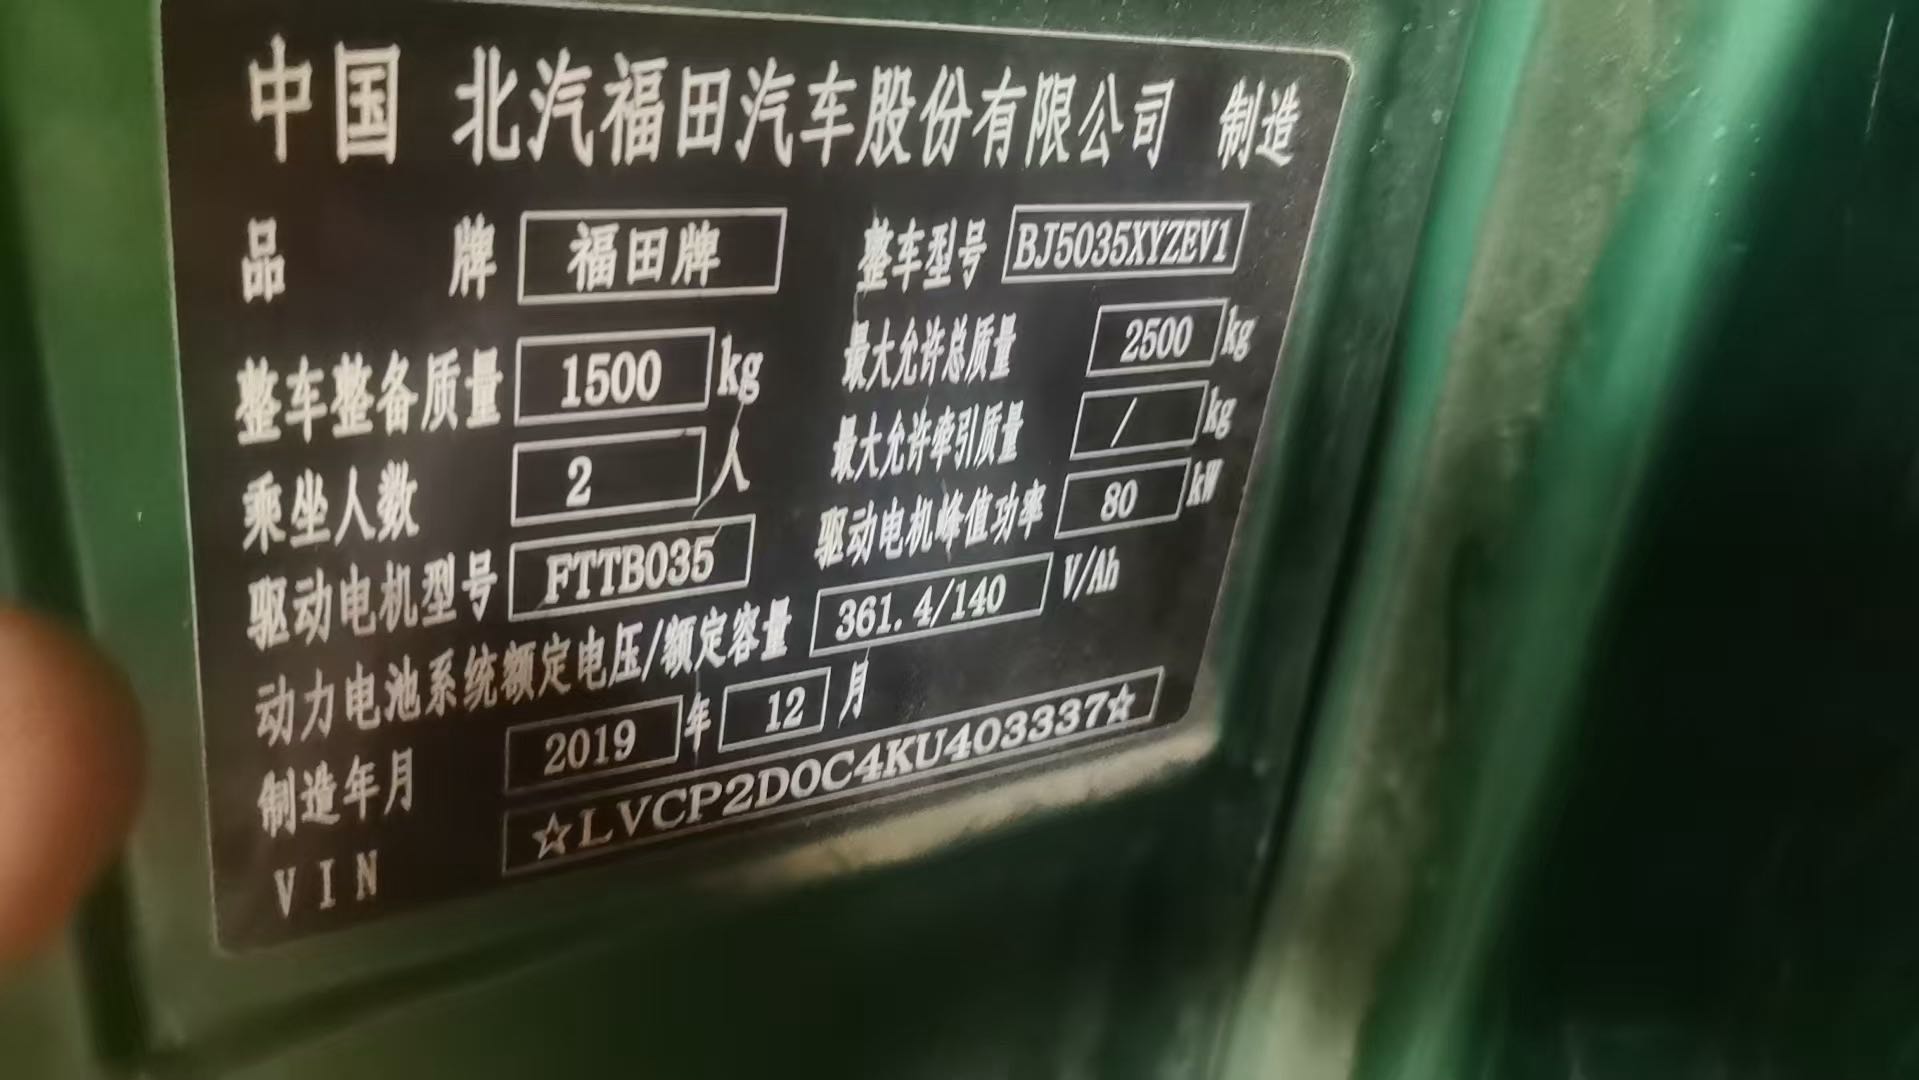 中国 北汽福田汽车股份有限公司 制造
品 牌 福田牌 整车型号 BJ5035XYZEV1
整车整备质量 1500 kg 最大允许总质量 2500 kg
乘坐人数 2 人 最大允许牵引质量 / kg
驱动电机型号 FTTB035 驱动电机峰值功率 80 kW
动力电池系统额定电压/额定容量 361.4/140 V/Ah
制造年月 2019 年 12 月
VIN ☆LVCP2D0C4KU403337☆